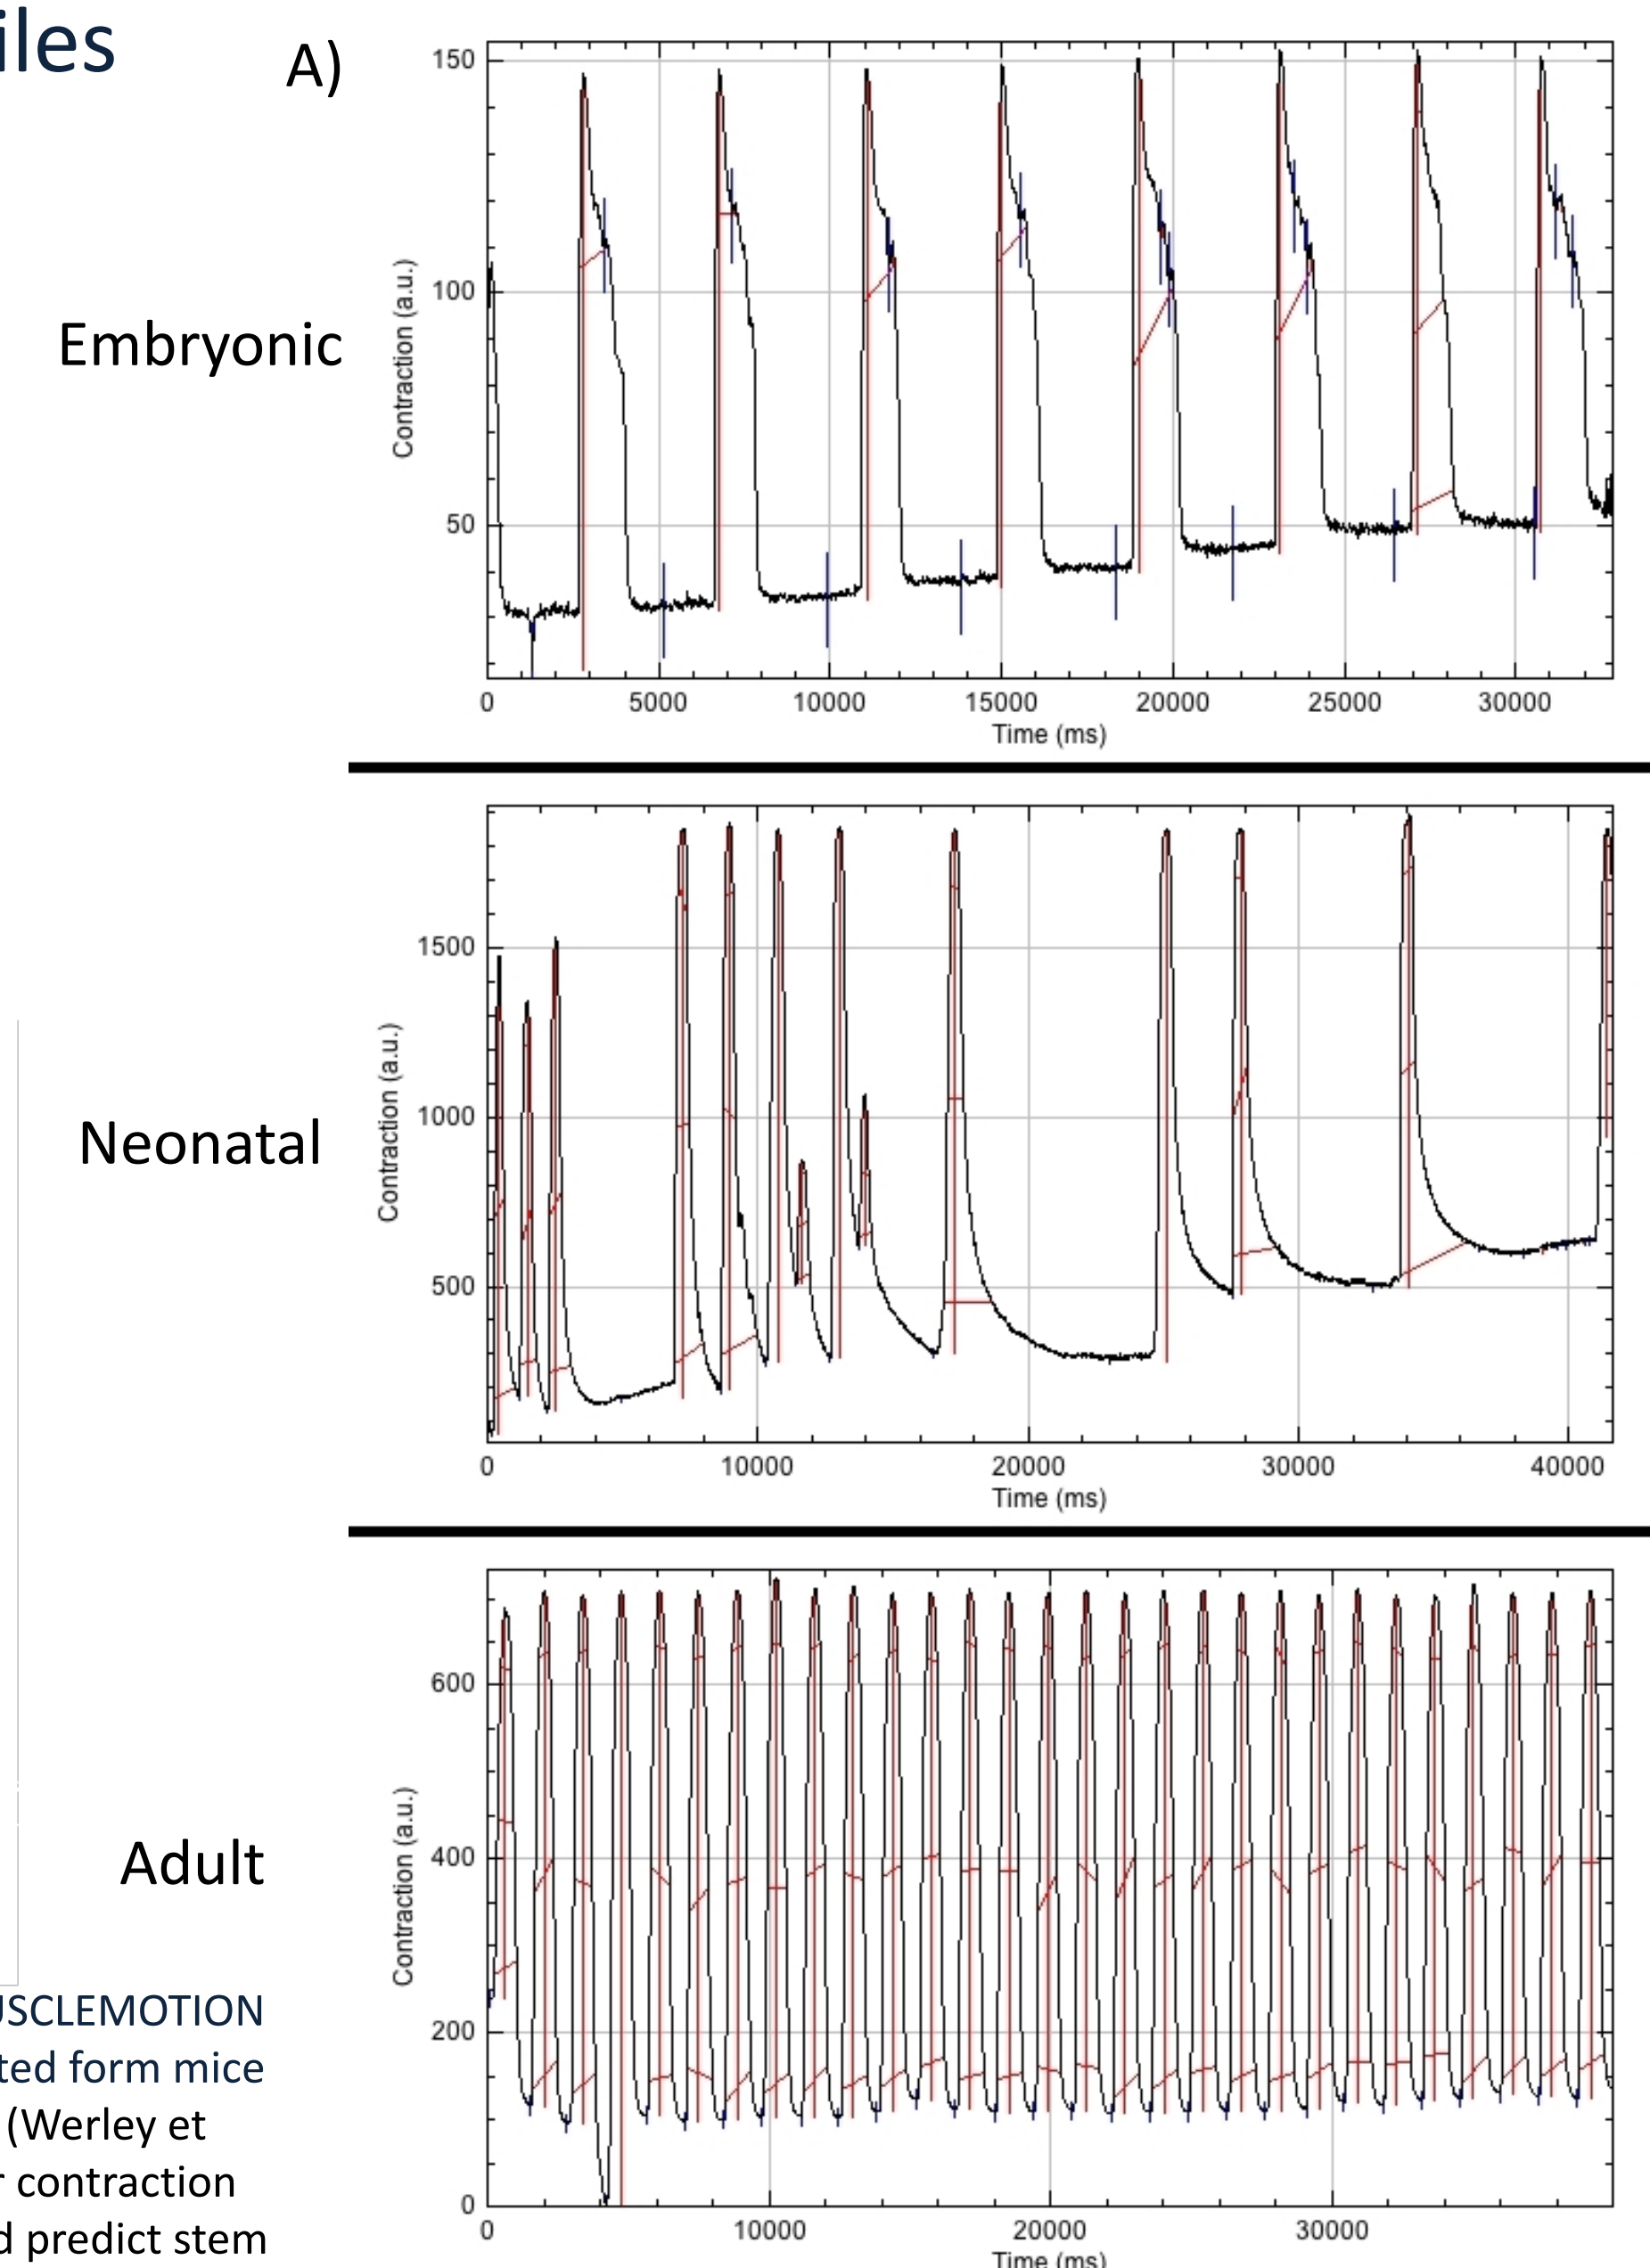 iles
A)
Embryonic
150
100
50
Contraction (a.u.)
0 5000 10000 15000 20000 25000 30000
Time (ms)
Neonatal
1500
1000
500
Contraction (a.u.)
0 10000 20000 30000 40000
Time (ms)
Adult
600
400
200
0
Contraction (a.u.)
0 10000 20000 30000
Time (ms)
USCLEMOTION
ted form mice
(Werley et
r contraction
d predict stem